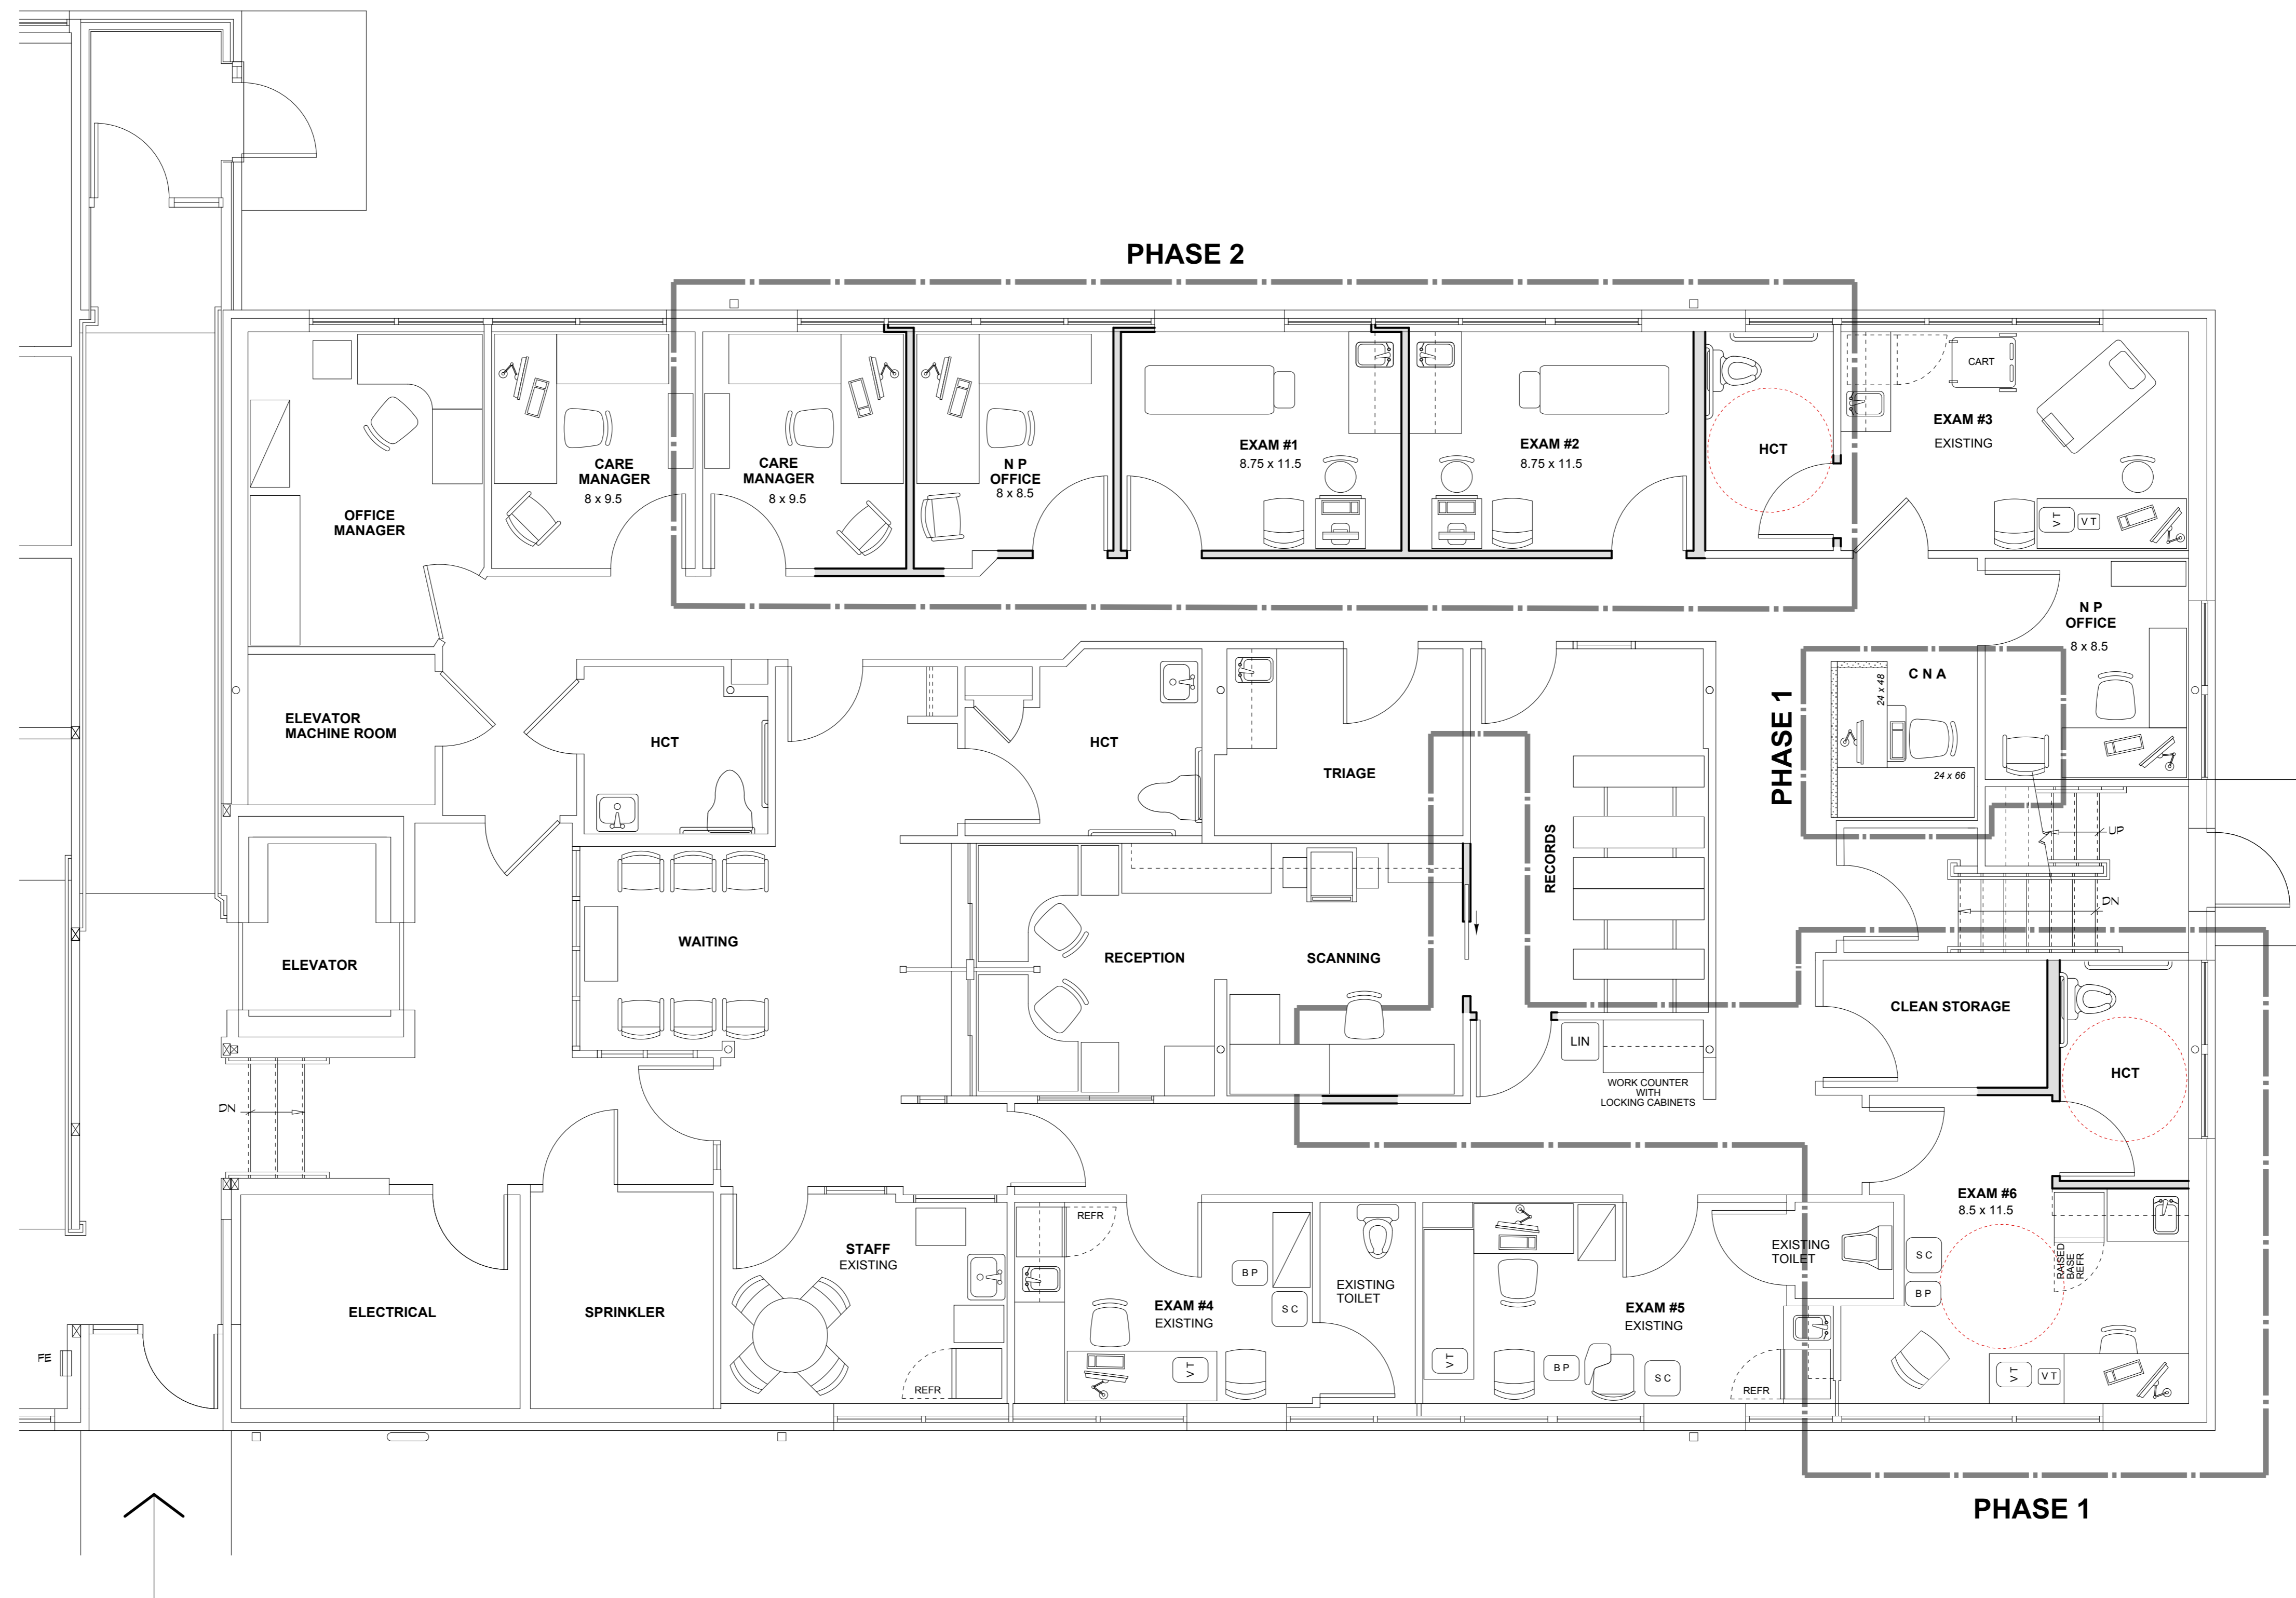 PHASE 2
CART
EXAM #3
EXISTING
EXAM #1
8.75 x 11.5
EXAM #2
8.75 x 11.5
HCT
CARE
MANAGER
8 x 9.5
CARE
MANAGER
8 x 9.5
N P
OFFICE
8 x 8.5
OFFICE
MANAGER
VT
VT
N P
OFFICE
8 x 8.5
C N A
24 x 48
24 x 66
PHASE 1
ELEVATOR
MACHINE ROOM
HCT
HCT
TRIAGE
RECORDS
UP
DN
WAITING
ELEVATOR
RECEPTION
SCANNING
CLEAN STORAGE
LIN
WORK COUNTER
WITH
LOCKING CABINETS
HCT
DN
EXAM #6
8.5 x 11.5
REFR
STAFF
EXISTING
EXISTING
TOILET
S C
RAISED
BASE
REFR
B P
B P
S C
EXISTING
TOILET
ELECTRICAL
SPRINKLER
EXAM #4
EXISTING
EXAM #5
EXISTING
FE
VT
VT
B P
S C
VT
VT
REFR
REFR
PHASE 1